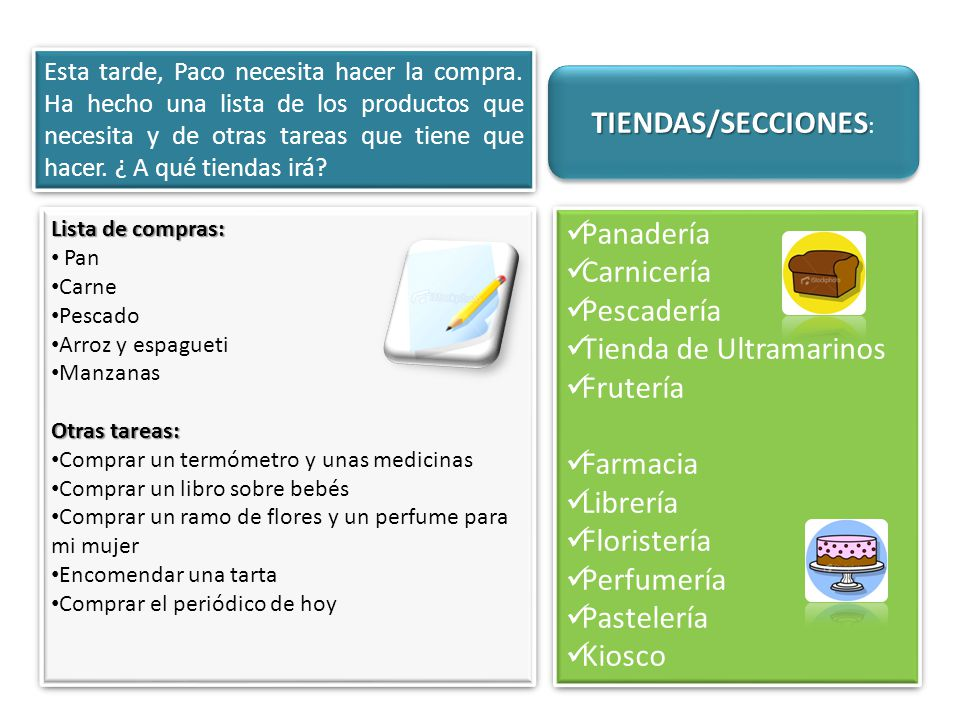 Esta tarde, Paco necesita hacer la compra.
Ha hecho una lista de los productos que
necesita y de otras tareas que tiene que
hacer. ¿ A qué tiendas irá?
TIENDAS/SECCIONES:
Lista de compras:
• Pan
•Carne
•Pescado
•Arroz y espagueti
•Manzanas
Otras tareas:
•Comprar un termómetro y unas medicinas
•Comprar un libro sobre bebés
•Comprar un ramo de flores y un perfume para
mi mujer
•Encomendar una tarta
•Comprar el periódico de hoy
✓Panadería
✓Carnicería
✓Pescadería
✓Tienda de Ultramarinos
✓Frutería
✓Farmacia
✓Librería
✓Floristería
✓Perfumería
✓Pastelería
✓Kiosco